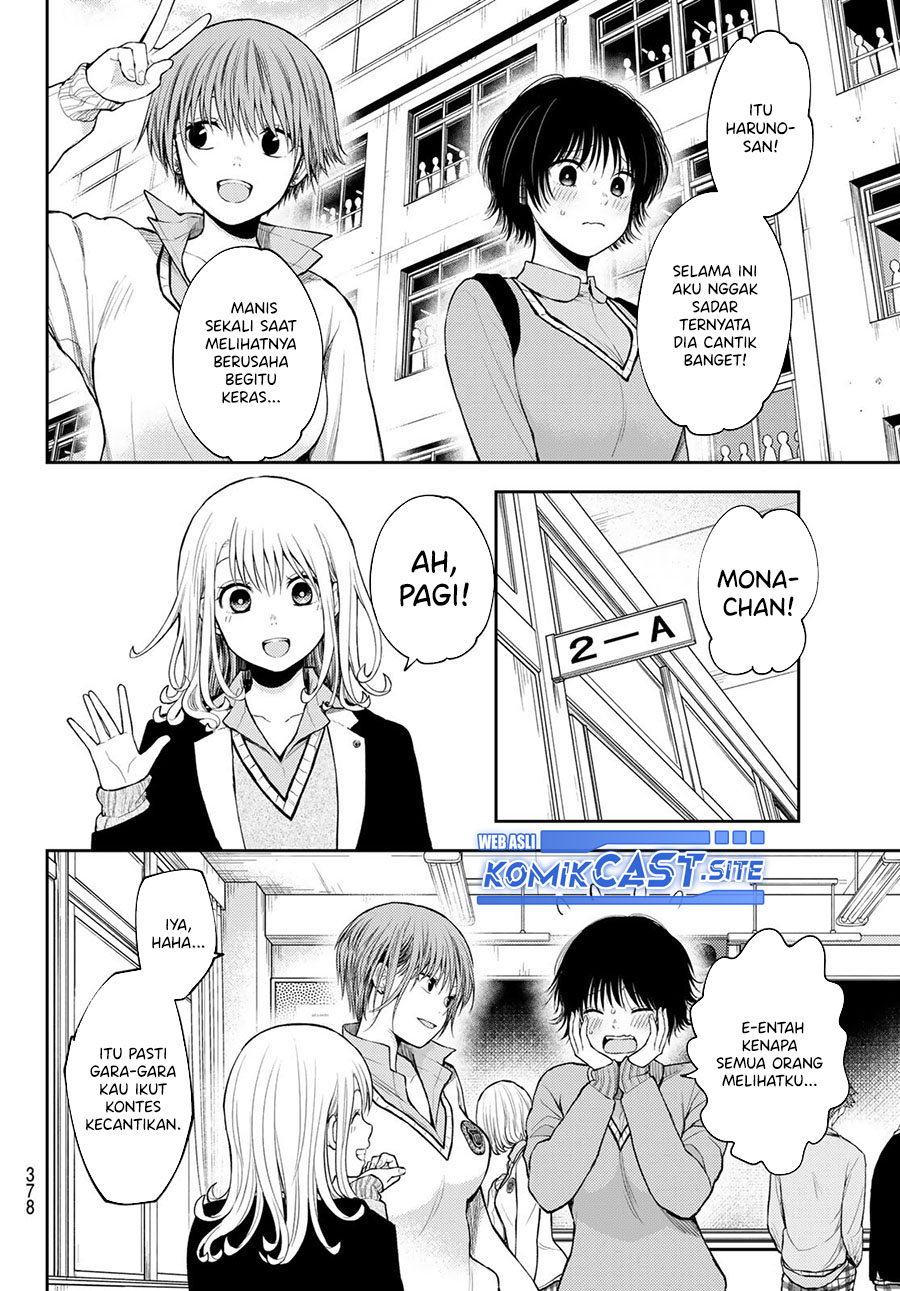 ITU
HARUNO-
SAN!
SELAMA INI
AKU NGGAK
SADAR
TERNYATA
DIA CANTIK
BANGET!
MANIS
SEKALI SAAT
MELIHATNYA
BERUSAHA
BEGITU
KERAS...
MONA-
CHAN!
2-A
AH,
PAGI!
WEB ASLI
KOMIKCAST.SITE
E-ENTAH
KENAPA
SEMUA ORANG
MELIHATKU...
IYA,
HAHA...
ITU PASTI
GARA-GARA
KAU IKUT
KONTES
KECANTIKAN.
378